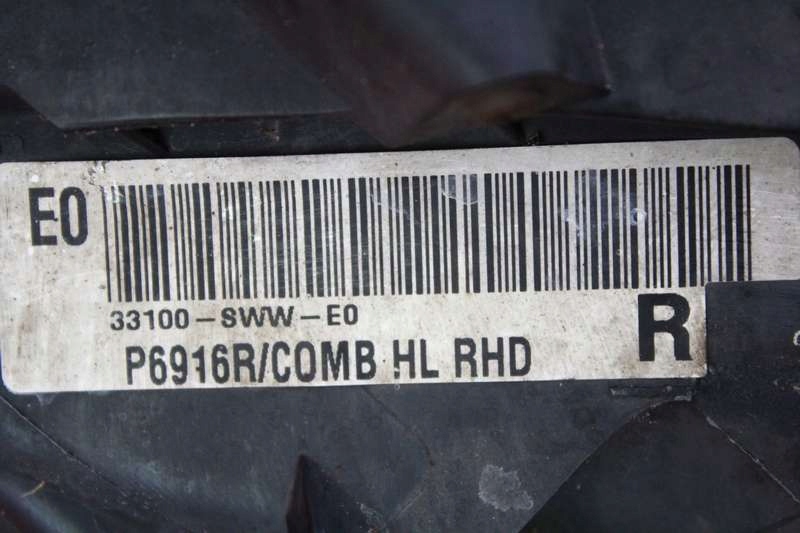 E0
33100-SWW-E0
R
P6916R/COMB HL RHD